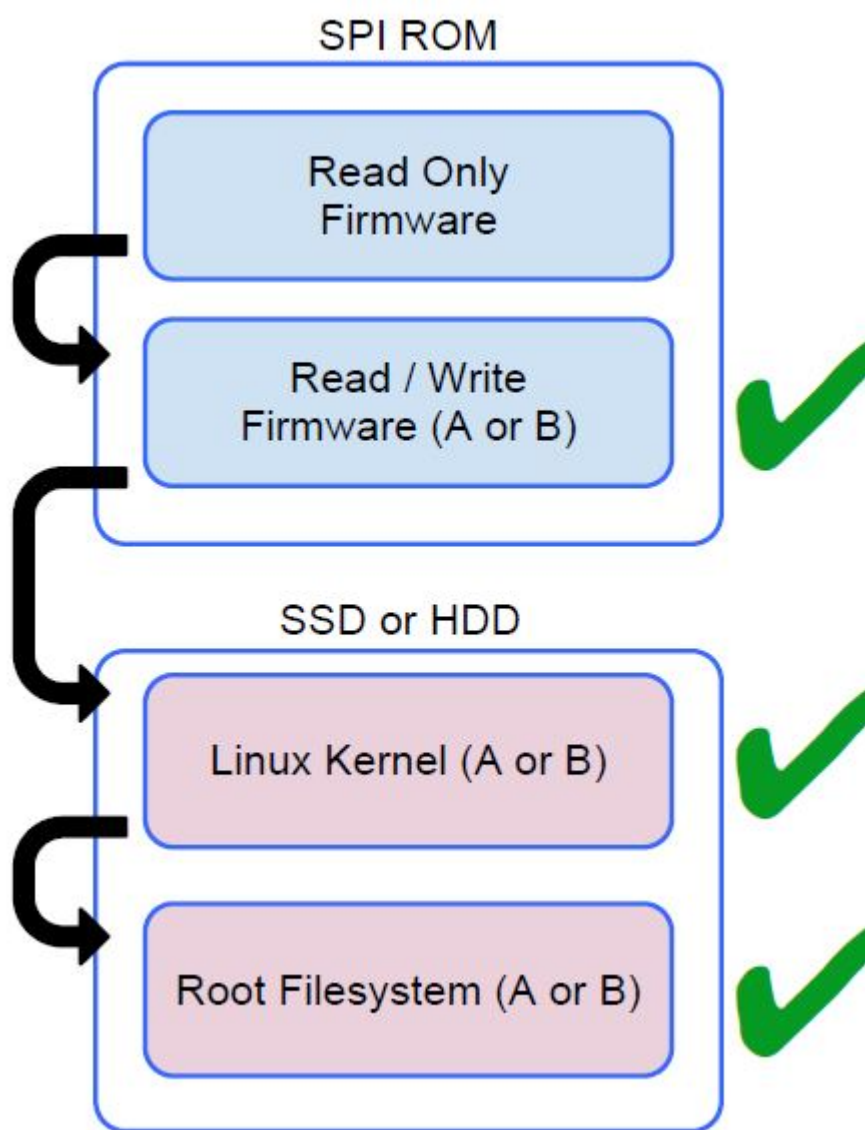 SPI ROM
Read Only
Firmware
Read / Write
Firmware (A or B)
SSD or HDD
Linux Kernel (A or B)
Root Filesystem (A or B)